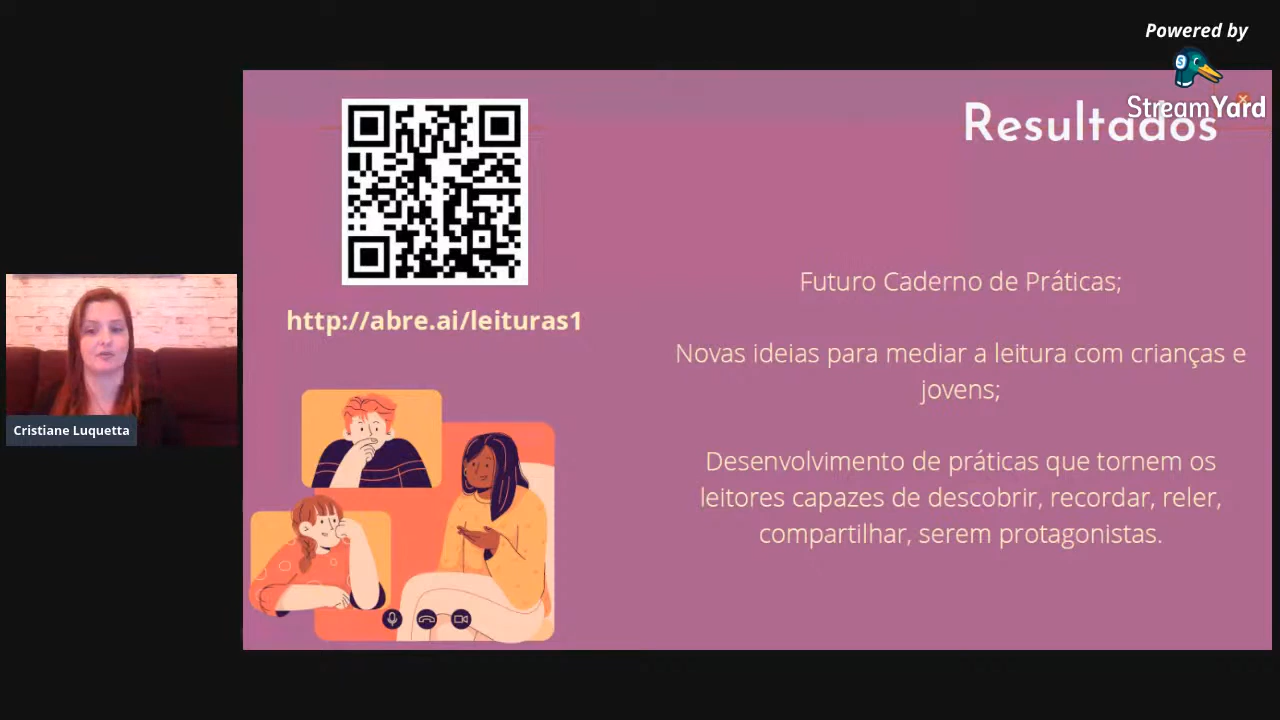 Powered by
StreamYard
Resultados
http://abre.ai/leituras1
Futuro Caderno de Práticas;
Novas ideias para mediar a leitura com crianças e
jovens;
Desenvolvimento de práticas que tornem os
leitores capazes de descobrir, recordar, reler,
compartilhar, serem protagonistas.
Cristiane Luquetta